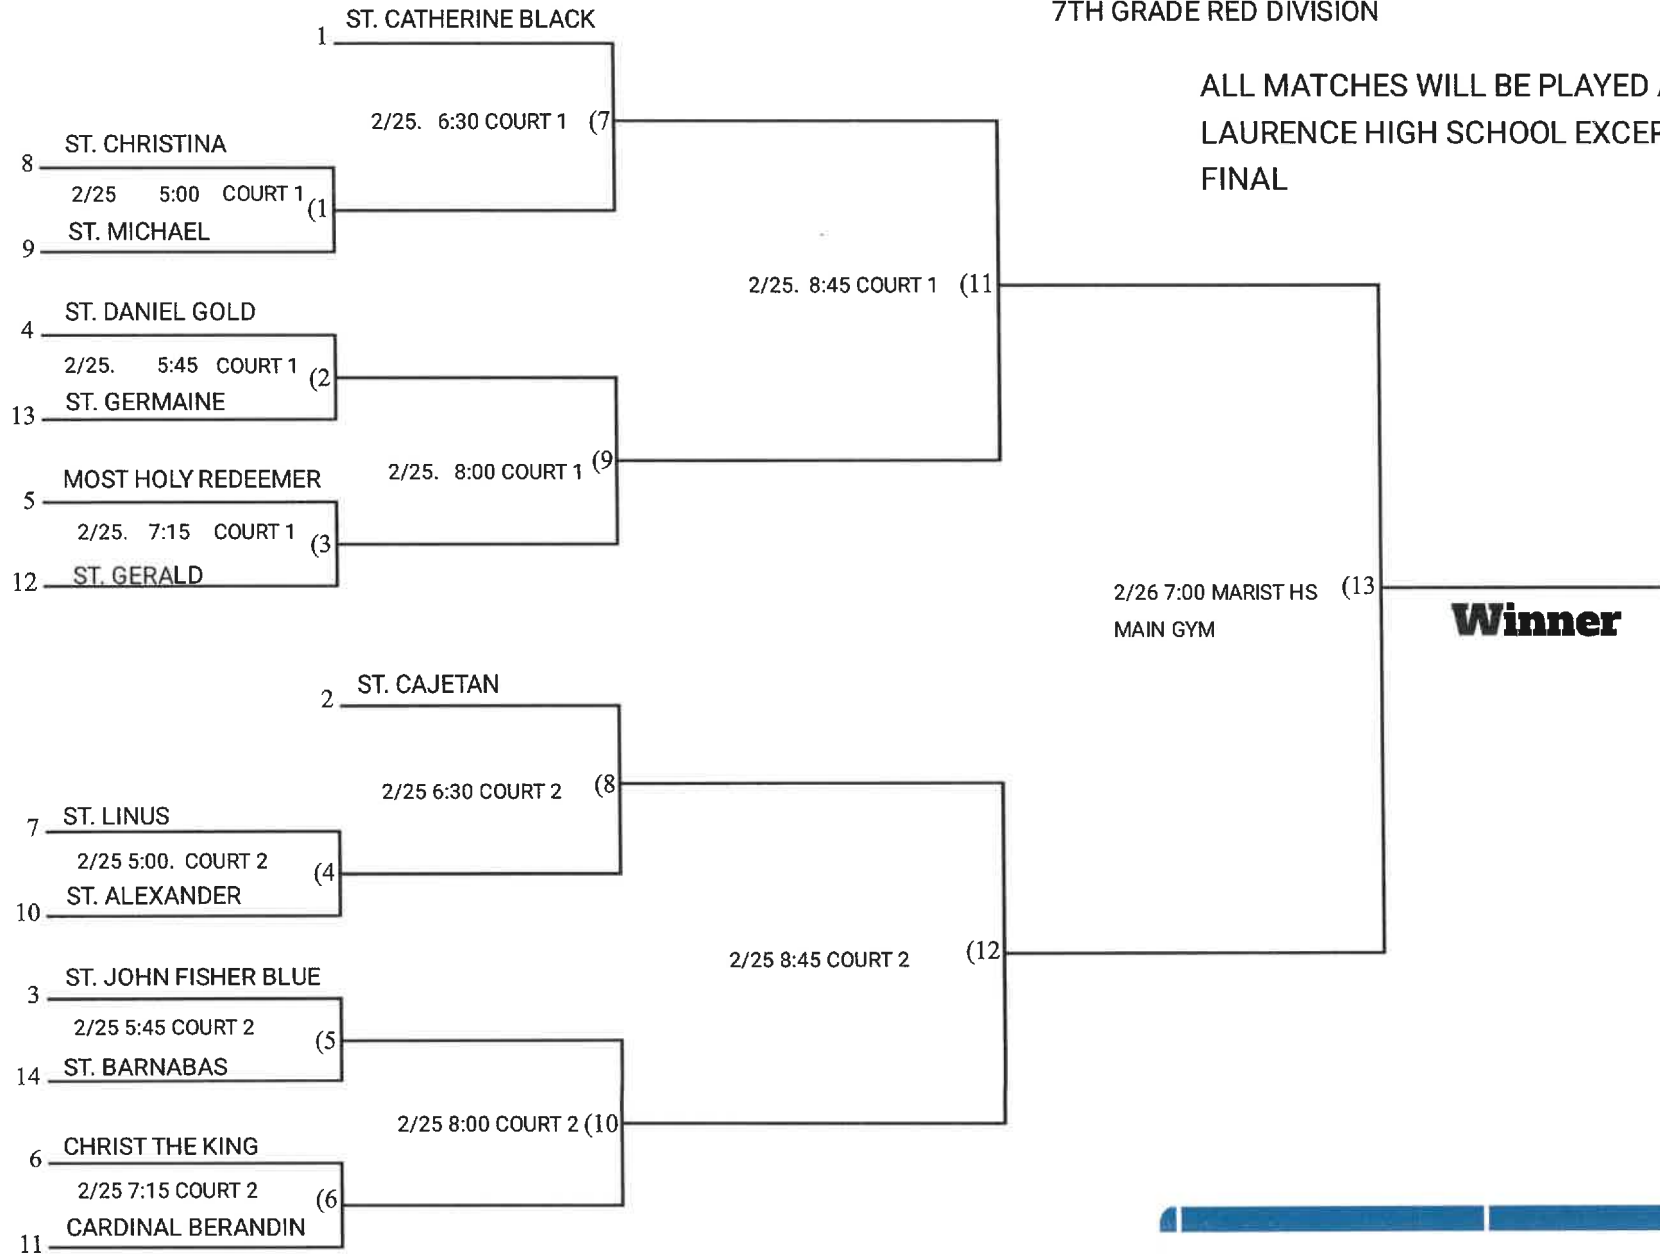 7TH GRADE RED DIVISION
ALL MATCHES WILL BE PLAYED
LAURENCE HIGH SCHOOL EXCEP
FINAL
ST. CATHERINE BLACK
1
2/25. 6:30 COURT 1 (7
ST. CHRISTINA
8
2/25 5:00 COURT 1 (1
ST. MICHAEL
9
2/25. 8:45 COURT 1 (11
ST. DANIEL GOLD
4
2/25. 5:45 COURT 1 (2
ST. GERMAINE
13
2/25. 8:00 COURT 1 (9
MOST HOLY REDEEMER
5
2/25. 7:15 COURT 1 (3
ST. GERALD
12
2/26 7:00 MARIST HS (13
MAIN GYM
Winner
ST. CAJETAN
2
2/25 6:30 COURT 2 (8
ST. LINUS
7
2/25 5:00. COURT 2 (4
ST. ALEXANDER
10
2/25 8:45 COURT 2 (12
ST. JOHN FISHER BLUE
3
2/25 5:45 COURT 2 (5
ST. BARNABAS
14
2/25 8:00 COURT 2 (10
CHRIST THE KING
6
2/25 7:15 COURT 2 (6
CARDINAL BERANDIN
11